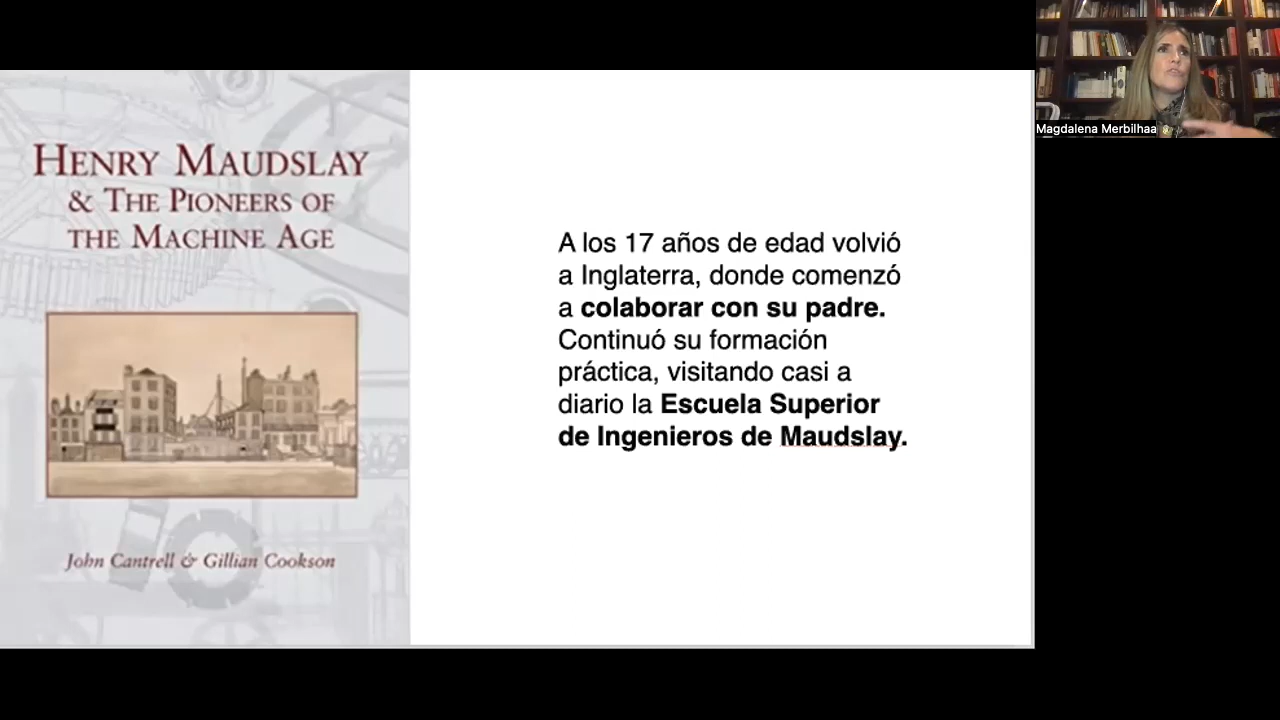 HENRY MAUDSLAY
& THE PIONEERS OF
THE MACHINE AGE
John Cantrell & Gillian Cookson
A los 17 años de edad volvió
a Inglaterra, donde comenzó
a colaborar con su padre.
Continuó su formación
práctica, visitando casi a
diario la Escuela Superior
de Ingenieros de Maudslay.
Magdalena Merbilhaa